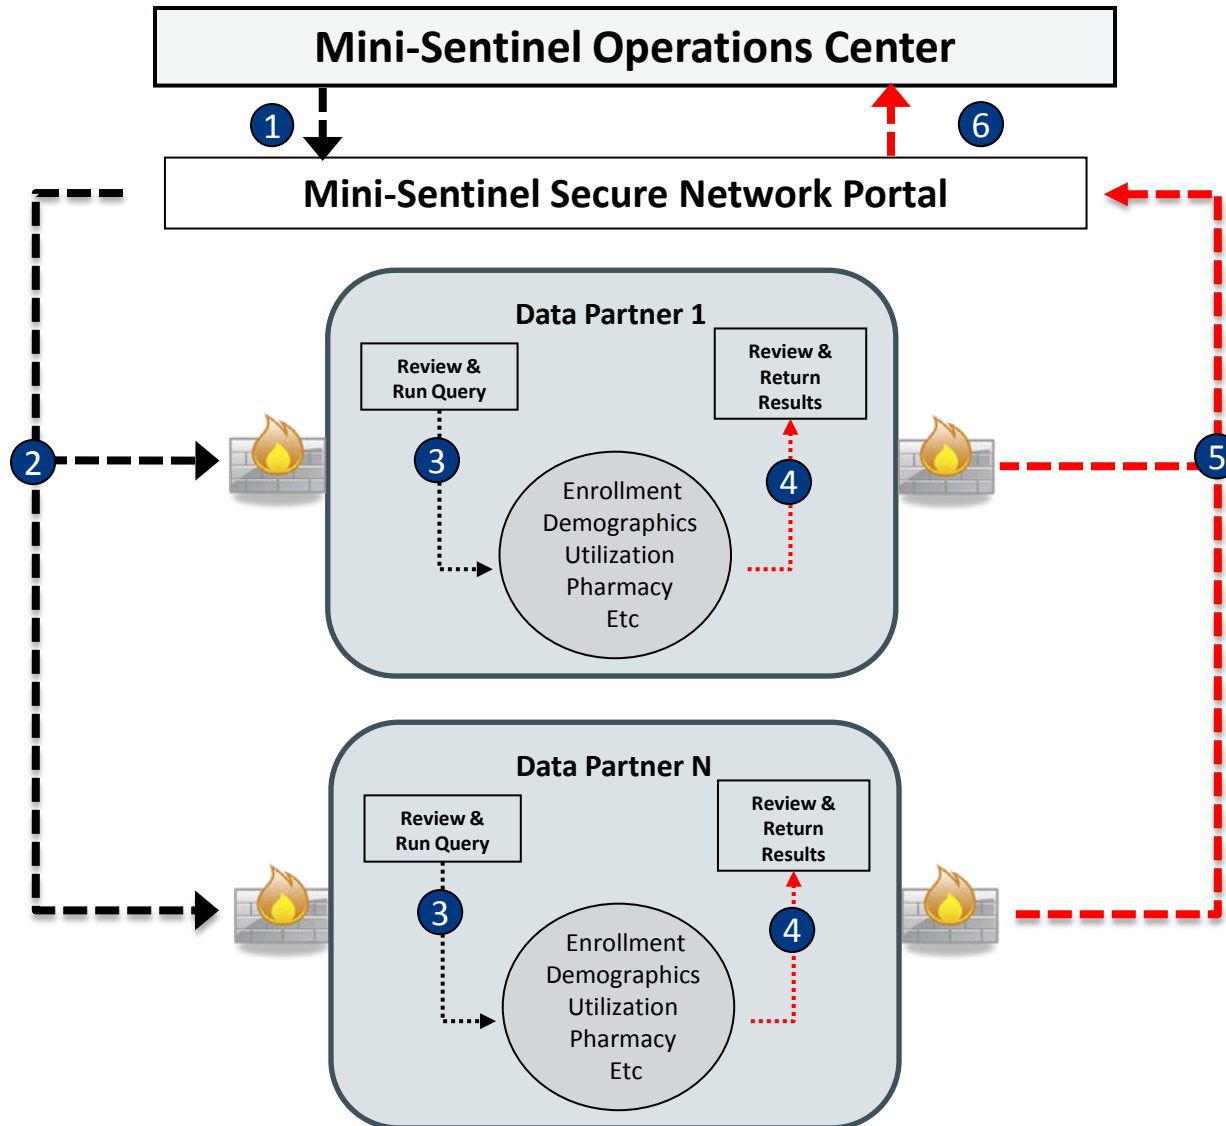 Mini-Sentinel Operations Center
1
6
Mini-Sentinel Secure Network Portal
Data Partner 1
Review &
Run Query
Review &
Return
Results
2
3
4
5
Enrollment
Demographics
Utilization
Pharmacy
Etc
Data Partner N
Review &
Run Query
Review &
Return
Results
3
4
Enrollment
Demographics
Utilization
Pharmacy
Etc